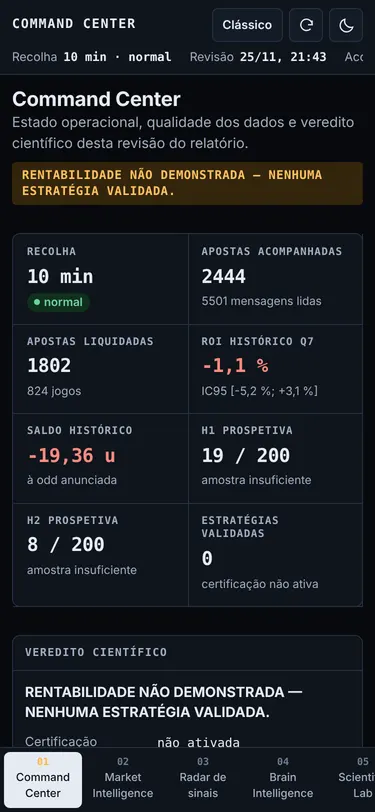 COMMAND CENTER
Clássico
Recolha 10 min · normal Revisão 25/11, 21:43
Command Center
Estado operacional, qualidade dos dados e veredito
científico desta revisão do relatório.
RENTABILIDADE NÃO DEMONSTRADA — NENHUMA
ESTRATÉGIA VALIDADA.
RECOLHA
10 min
normal
APOSTAS ACOMPANHADAS
2444
5501 mensagens lidas
APOSTAS LIQUIDADAS
1802
824 jogos
ROI HISTÓRICO Q7
-1,1 %
IC95 [-5,2 %; +3,1 %]
SALDO HISTÓRICO
-19,36 u
à odd anunciada
H1 PROSPETIVA
19 / 200
amostra insuficiente
H2 PROSPETIVA
8 / 200
amostra insuficiente
ESTRATÉGIAS
VALIDADAS
0
certificação não ativa
VEREDITO CIENTÍFICO
RENTABILIDADE NÃO DEMONSTRADA —
NENHUMA ESTRATÉGIA VALIDADA.
Certificação não ativada
01
Command
Center
02
Market
Intelligence
03
Radar de
sinais
04
Brain
Intelligence
05
Scienti
Lab